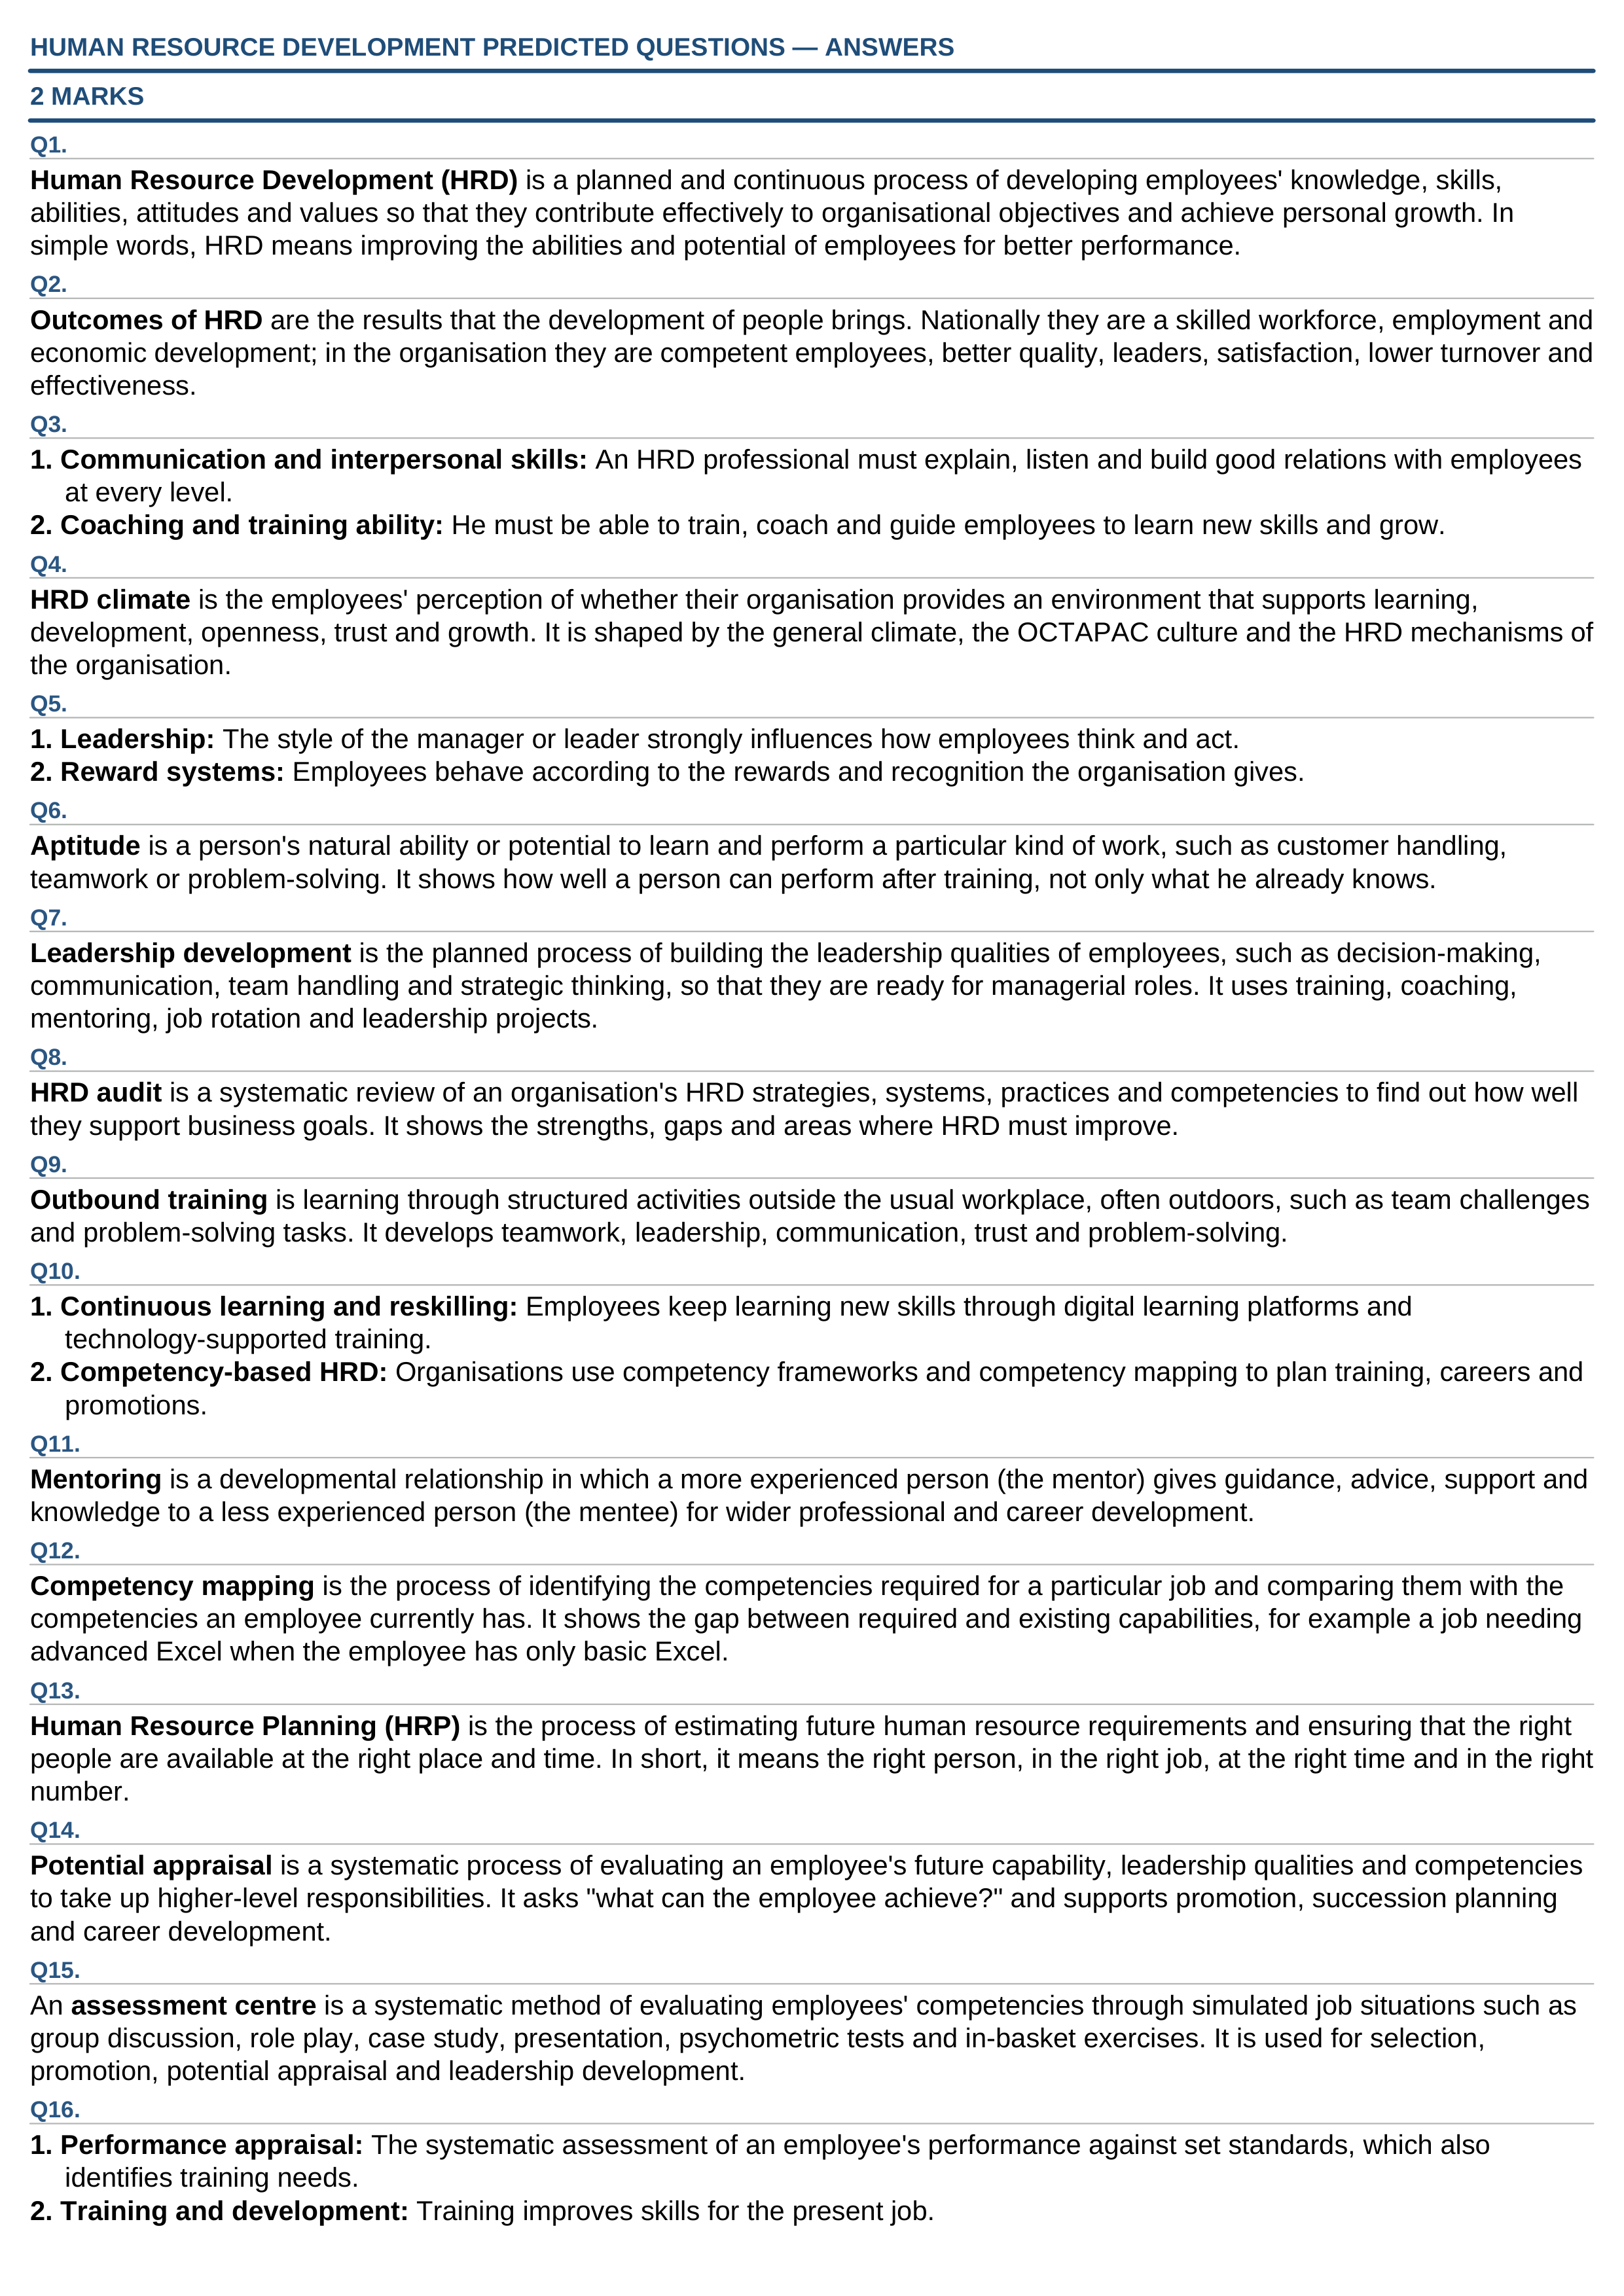 HUMAN RESOURCE DEVELOPMENT PREDICTED QUESTIONS — ANSWERS
2 MARKS
Q1.
Human Resource Development (HRD) is a planned and continuous process of developing employees' knowledge, skills,
abilities, attitudes and values so that they contribute effectively to organisational objectives and achieve personal growth. In
simple words, HRD means improving the abilities and potential of employees for better performance.
Q2.
Outcomes of HRD are the results that the development of people brings. Nationally they are a skilled workforce, employment and
economic development; in the organisation they are competent employees, better quality, leaders, satisfaction, lower turnover and
effectiveness.
Q3.
1. Communication and interpersonal skills: An HRD professional must explain, listen and build good relations with employees
at every level.
2. Coaching and training ability: He must be able to train, coach and guide employees to learn new skills and grow.
Q4.
HRD climate is the employees' perception of whether their organisation provides an environment that supports learning,
development, openness, trust and growth. It is shaped by the general climate, the OCTAPAC culture and the HRD mechanisms of
the organisation.
Q5.
1. Leadership: The style of the manager or leader strongly influences how employees think and act.
2. Reward systems: Employees behave according to the rewards and recognition the organisation gives.
Q6.
Aptitude is a person's natural ability or potential to learn and perform a particular kind of work, such as customer handling,
teamwork or problem-solving. It shows how well a person can perform after training, not only what he already knows.
Q7.
Leadership development is the planned process of building the leadership qualities of employees, such as decision-making,
communication, team handling and strategic thinking, so that they are ready for managerial roles. It uses training, coaching,
mentoring, job rotation and leadership projects.
Q8.
HRD audit is a systematic review of an organisation's HRD strategies, systems, practices and competencies to find out how well
they support business goals. It shows the strengths, gaps and areas where HRD must improve.
Q9.
Outbound training is learning through structured activities outside the usual workplace, often outdoors, such as team challenges
and problem-solving tasks. It develops teamwork, leadership, communication, trust and problem-solving.
Q10.
1. Continuous learning and reskilling: Employees keep learning new skills through digital learning platforms and
technology-supported training.
2. Competency-based HRD: Organisations use competency frameworks and competency mapping to plan training, careers and
promotions.
Q11.
Mentoring is a developmental relationship in which a more experienced person (the mentor) gives guidance, advice, support and
knowledge to a less experienced person (the mentee) for wider professional and career development.
Q12.
Competency mapping is the process of identifying the competencies required for a particular job and comparing them with the
competencies an employee currently has. It shows the gap between required and existing capabilities, for example a job needing
advanced Excel when the employee has only basic Excel.
Q13.
Human Resource Planning (HRP) is the process of estimating future human resource requirements and ensuring that the right
people are available at the right place and time. In short, it means the right person, in the right job, at the right time and in the right
number.
Q14.
Potential appraisal is a systematic process of evaluating an employee's future capability, leadership qualities and competencies
to take up higher-level responsibilities. It asks "what can the employee achieve?" and supports promotion, succession planning
and career development.
Q15.
An assessment centre is a systematic method of evaluating employees' competencies through simulated job situations such as
group discussion, role play, case study, presentation, psychometric tests and in-basket exercises. It is used for selection,
promotion, potential appraisal and leadership development.
Q16.
1. Performance appraisal: The systematic assessment of an employee's performance against set standards, which also
identifies training needs.
2. Training and development: Training improves skills for the present job.